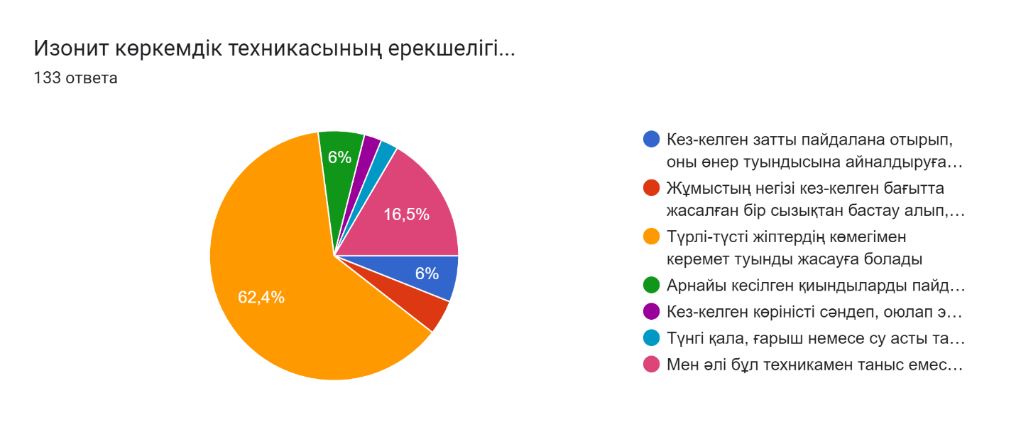 Изонит көркемдік техникасының ерекшелігі...
133 ответа
6%
16,5%
6%
62,4%
Кез-келген затты пайдалана отырып,
оны өнер туындысына айналдыруға…
Жұмыстың негізі кез-келген бағытта
жасалған бір сызықтан бастау алып,…
Түрлі-түсті жіптердің көмегімен
керемет туынды жасауға болады
Арнайы кесілген қиындыларды пайд…
Кез-келген көріністі сәндеп, оюлап э…
Түнгі қала, ғарыш немесе су асты та…
Мен әлі бұл техникамен таныс емес…